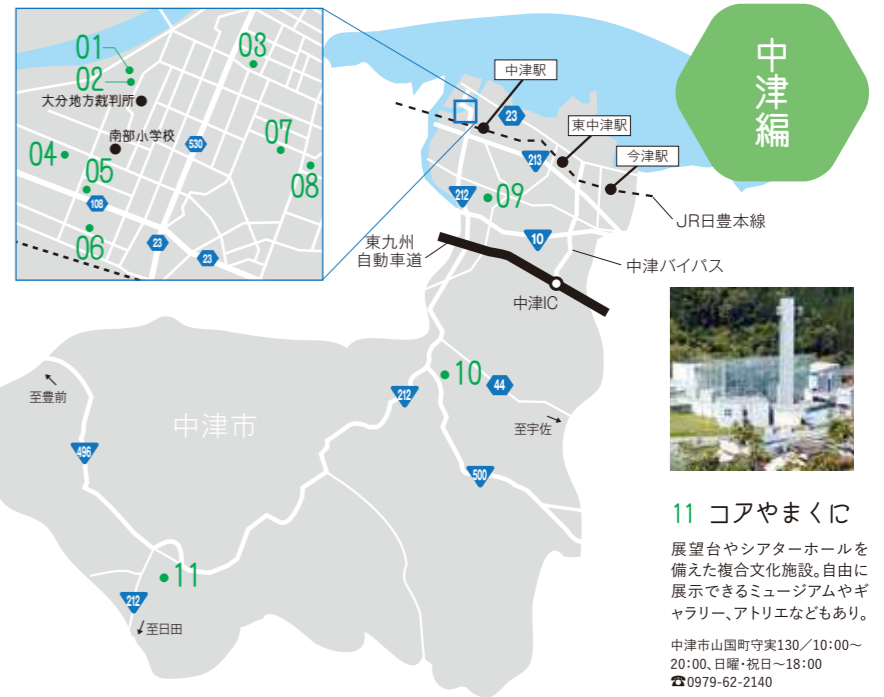 中津編
01
02
03
大分地方裁判所
南部小学校
530
04
05
07
08
108
06
23
23
中津駅
23
東中津駅
213
今津駅
212
09
JR日豊本線
10
東九州
自動車道
中津バイパス
中津IC
10
44
212
至豊前
中津市
至宇佐
496
500
11
212
至日田
11 コアやまくに
展望台やシアターホールを
備えた複合文化施設。自由に
展示できるミュージアムやギ
ャラリー、アトリエなどもあり。
中津市山国町守実130／10:00〜
20:00、日曜・祝日〜18:00
☎0979-62-2140